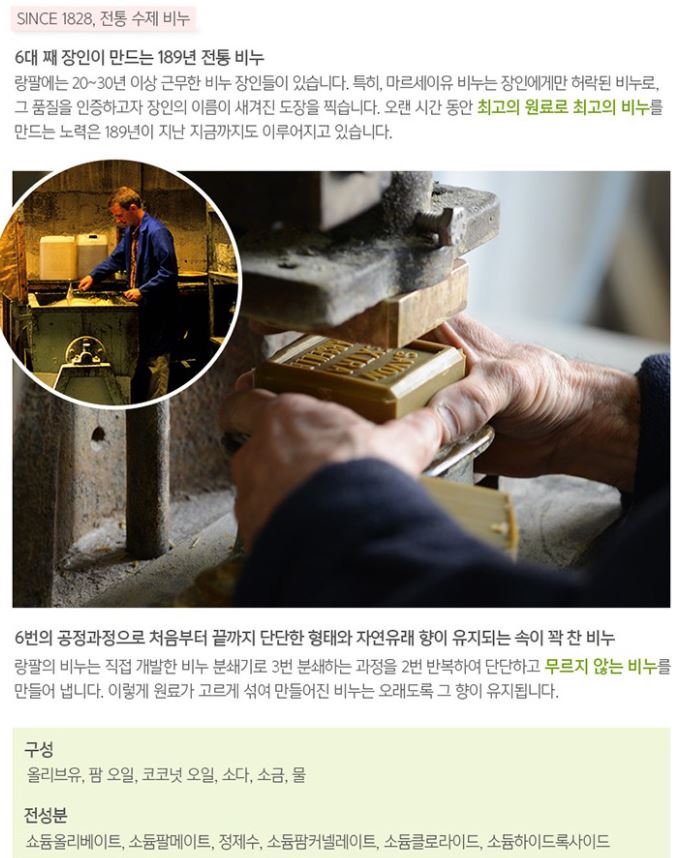 SINCE 1828, 전통 수제 비누
6대 째 장인이 만드는 189년 전통 비누
랑팔에는 20~30년 이상 근무한 비누 장인들이 있습니다. 특히, 마르세이유 비누는 장인에게만 허락된 비누로,
그 품질을 인증하고자 장인의 이름이 새겨진 도장을 찍습니다. 오랜 시간 동안 최고의 원료로 최고의 비누를
만드는 노력은 189년이 지난 지금까지도 이루어지고 있습니다.
6번의 공정과정으로 처음부터 끝까지 단단한 형태와 자연유래 향이 유지되는 속이 꽉 찬 비누
랑팔의 비누는 직접 개발한 비누 분쇄기로 3번 분쇄하는 과정을 2번 반복하여 단단하고 무르지 않는 비누를
만들어 냅니다. 이렇게 원료가 고르게 섞여 만들어진 비누는 오래도록 그 향이 유지됩니다.
구성
올리브유, 팜 오일, 코코넛 오일, 소다, 소금, 물
전성분
쇼듐올리베이트, 소듐팔메이트, 정제수, 소듐팜커넬레이트, 소듐클로라이드, 소듐하이드록사이드